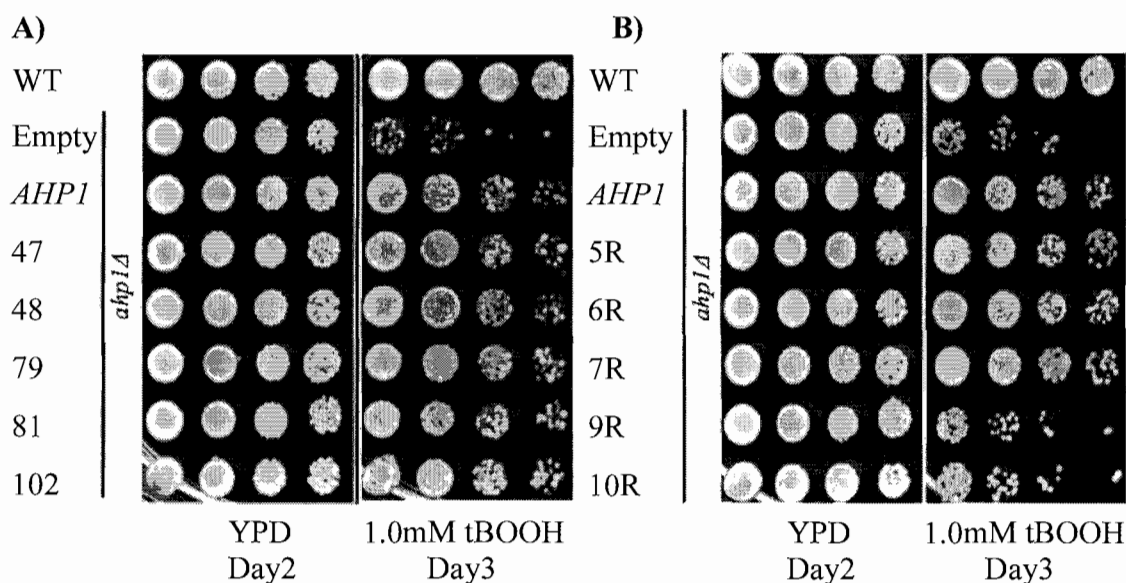 A)
WT
Empty
AHP1
47
48
79
81
102
ahp1Δ
YPD
Day2
1.0mM tBOOH
Day3
B)
WT
Empty
AHP1
5R
6R
7R
9R
10R
ahp1Δ
YPD
Day2
1.0mM tBOOH
Day3